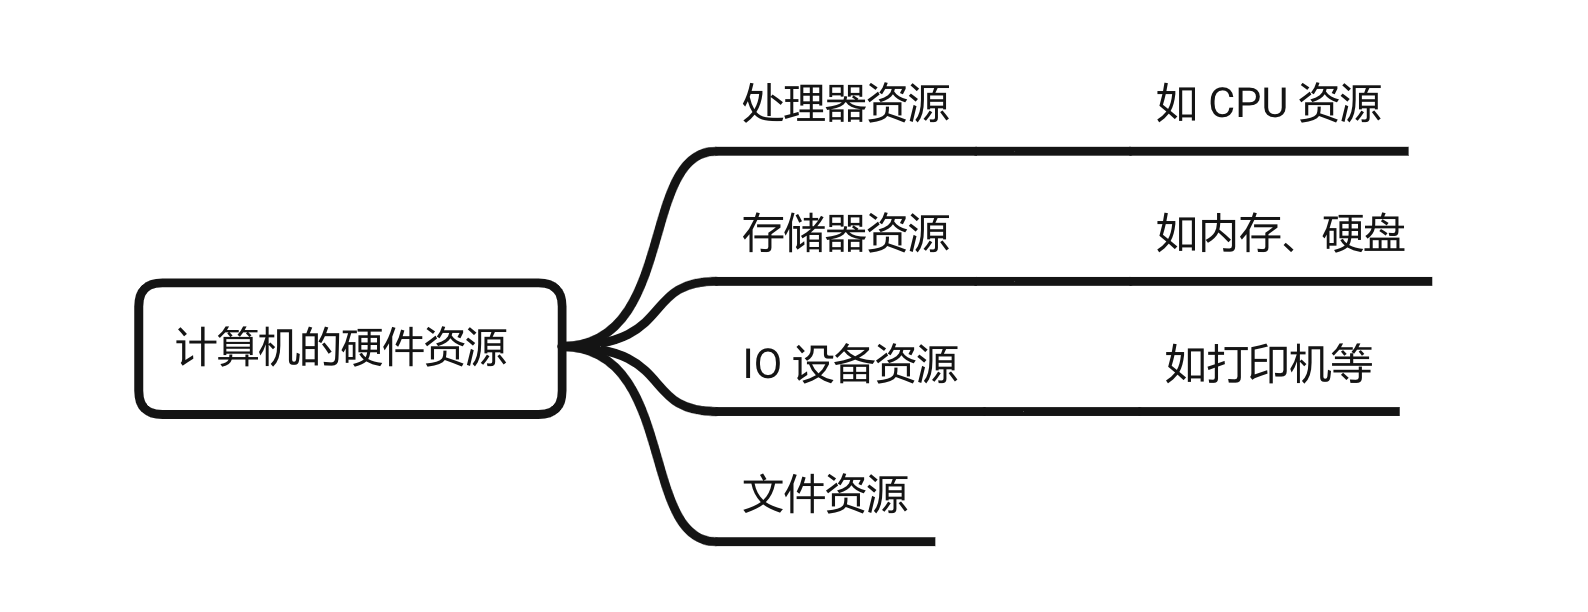 处理器资源
如 CPU 资源
存储器资源
如内存、硬盘
计算机的硬件资源
IO 设备资源
如打印机等
文件资源